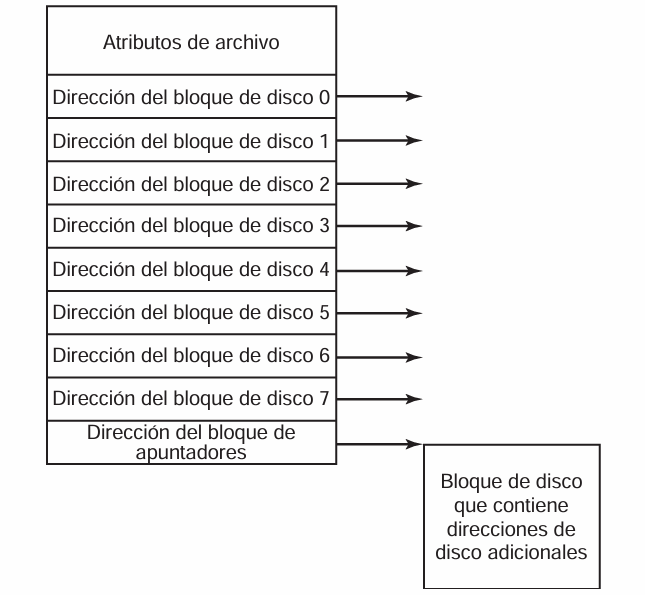 Atributos de archivo
Dirección del bloque de disco 0
Dirección del bloque de disco 1
Dirección del bloque de disco 2
Dirección del bloque de disco 3
Dirección del bloque de disco 4
Dirección del bloque de disco 5
Dirección del bloque de disco 6
Dirección del bloque de disco 7
Dirección del bloque de
apuntadores
Bloque de disco
que contiene
direcciones de
disco adicionales